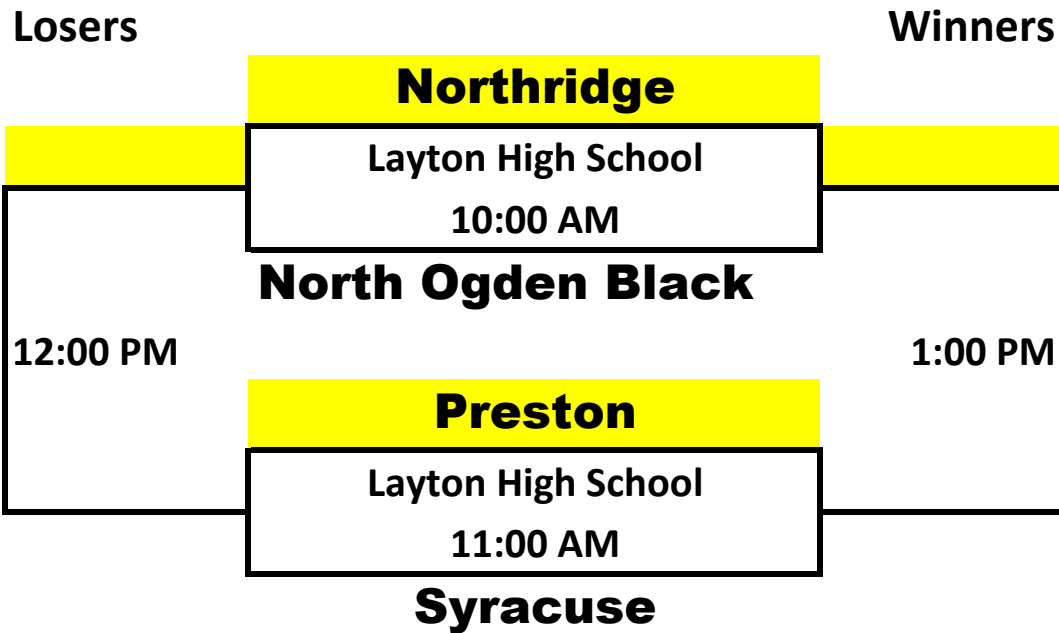 Losers
Winners
Northridge
Layton High School
10:00 AM
North Ogden Black
12:00 PM
1:00 PM
Preston
Layton High School
11:00 AM
Syracuse